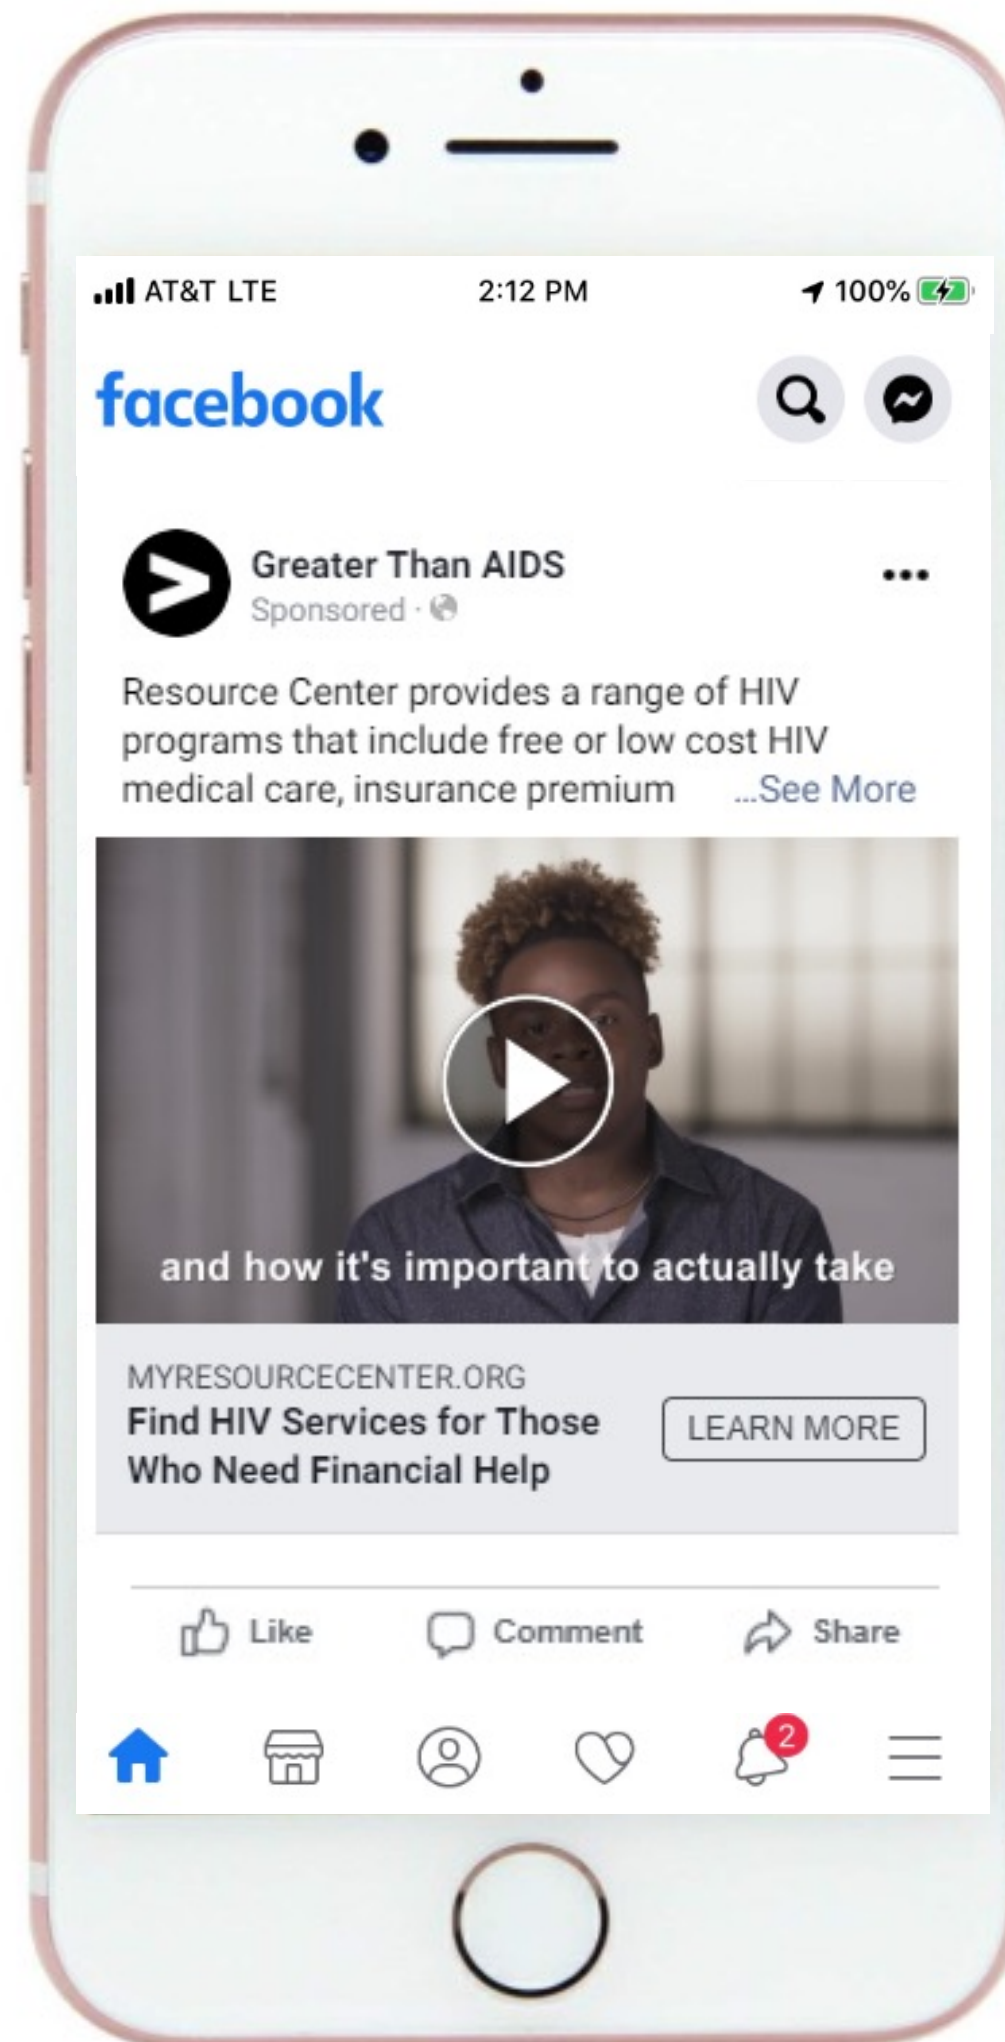 AT&T LTE 2:12 PM 100%
facebook
Greater Than AIDS
Sponsored ·
Resource Center provides a range of HIV
programs that include free or low cost HIV
medical care, insurance premium ...See More
and how it's important to actually take
MYRESOURCECENTER.ORG
Find HIV Services for Those
Who Need Financial Help
LEARN MORE
Like Comment Share
2